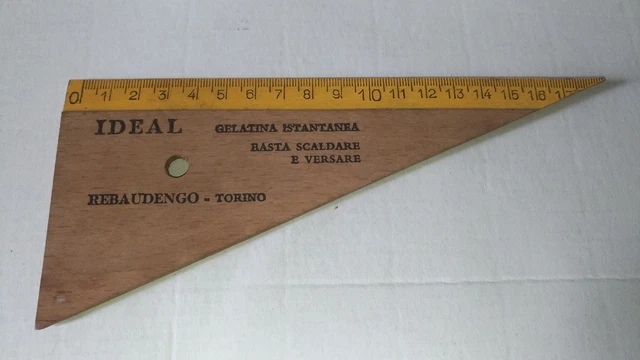 0 1 2 3 4 5 6 7 8 9 10 11 12 13 14 15 16 17
IDEAL GELATINA ISTANTANEA
BASTA SCALDARE
E VERSARE
REBAUDENGO - TORINO